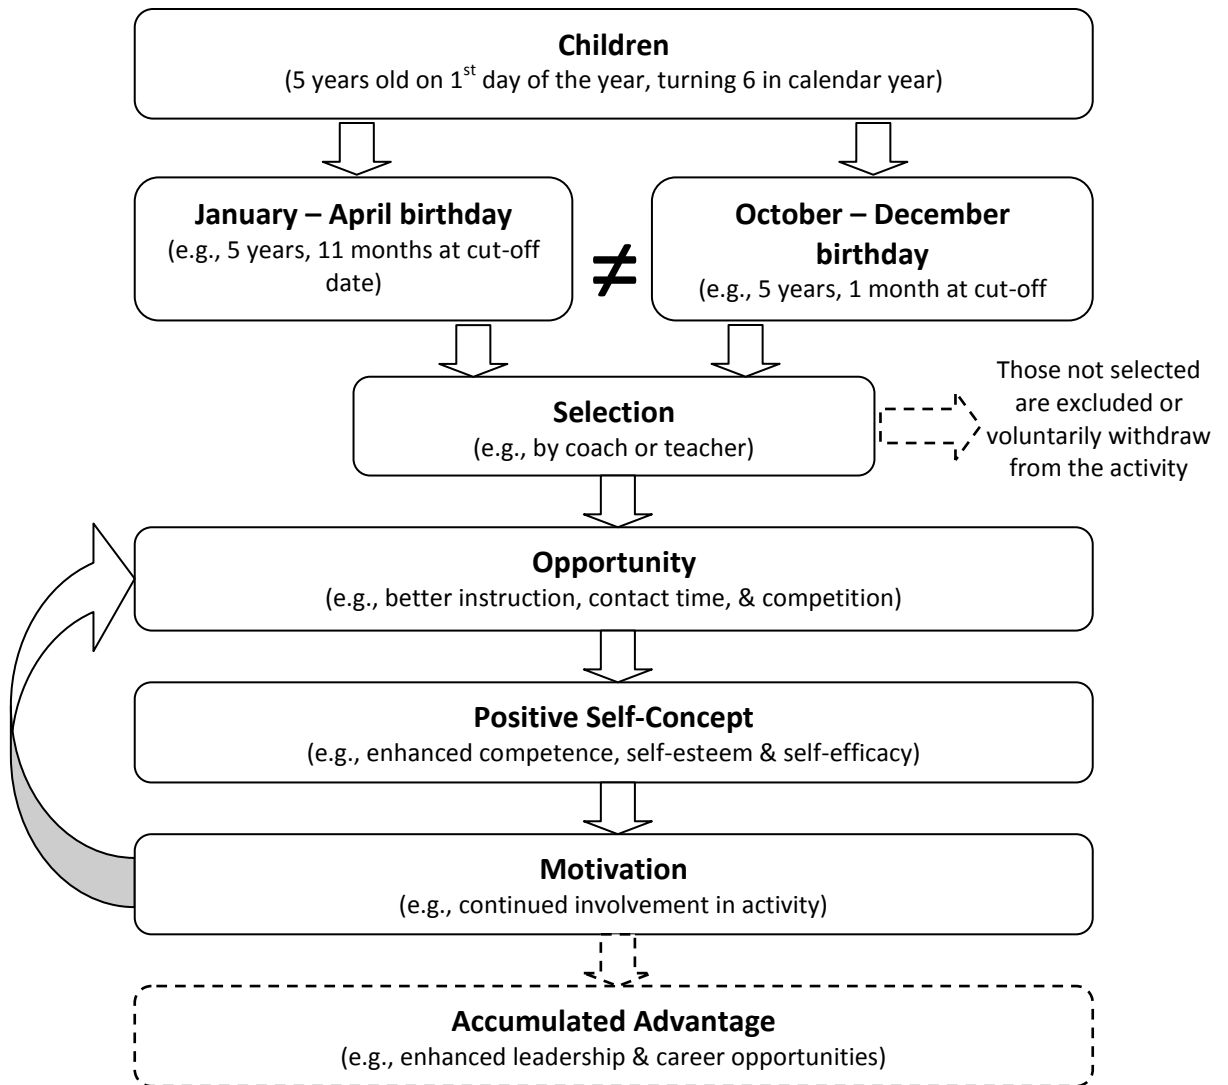 Children
(5 years old on 1st day of the year, turning 6 in calendar year)
January – April birthday
(e.g., 5 years, 11 months at cut-off
date)
≠
October – December
birthday
(e.g., 5 years, 1 month at cut-off
Selection
(e.g., by coach or teacher)
Those not selected
are excluded or
voluntarily withdraw
from the activity
Opportunity
(e.g., better instruction, contact time, & competition)
Positive Self-Concept
(e.g., enhanced competence, self-esteem & self-efficacy)
Motivation
(e.g., continued involvement in activity)
Accumulated Advantage
(e.g., enhanced leadership & career opportunities)